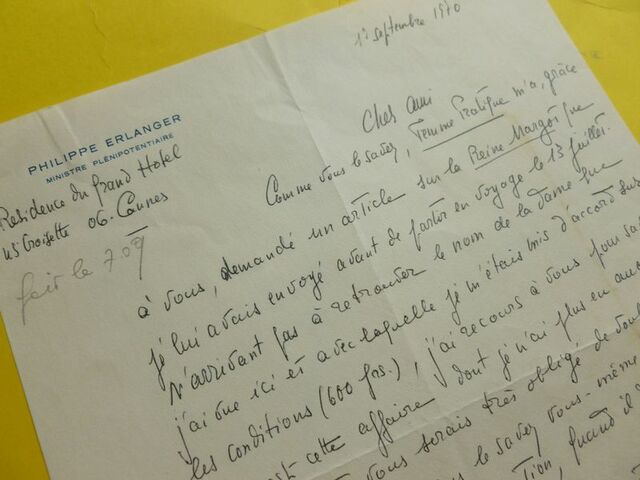 1er septembre 1970
PHILIPPE ERLANGER
MINISTRE PLÉNIPOTENTIAIRE
Résidence du Grand Hotel
45 Croisette 06. Cannes
fait le 7.09
Cher ami
Comme vous le savez, Femme Pratique m'a, grâce
à vous, demandé un article sur la Reine Margot que
je lui avais envoyé avant de partir en voyage le 13 juillet.
N'arrivant pas à retrouver le nom de la dame que
j'ai vue ici et avec laquelle je m'étais mis d'accord sur
les conditions (600 frs.), j'ai recours à vous pour
est cette affaire dont je n'ai plus eu
vous serais très obligé de
le savez vous-même
quand il